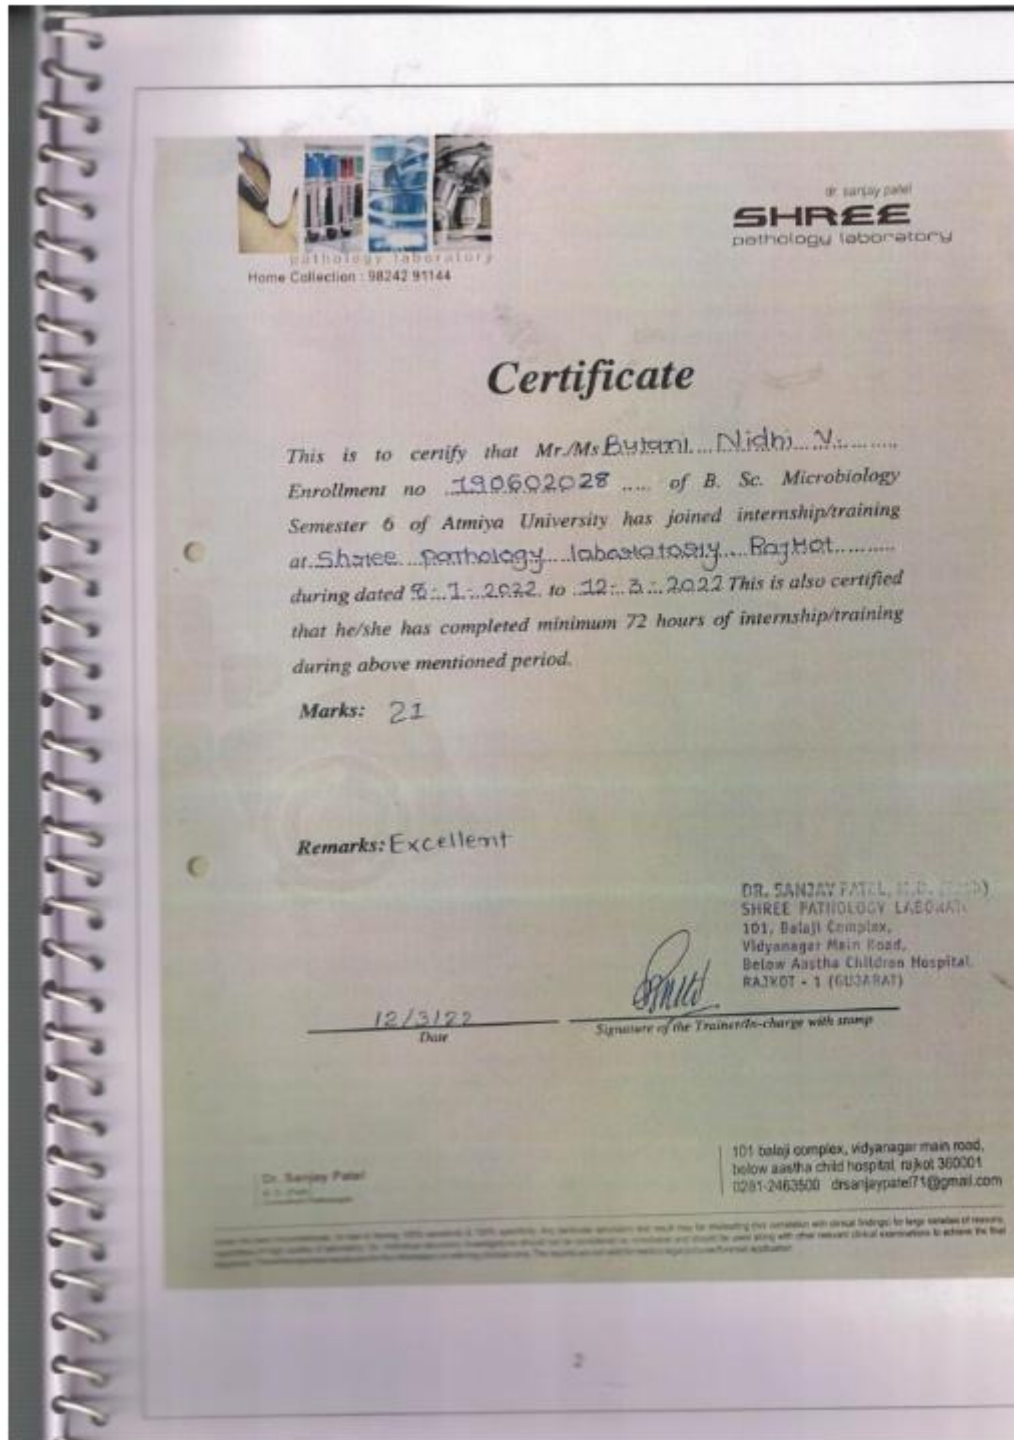 dr. sanjay patel
SHREE
pathology laboratory
pathology laboratory
Home Collection : 98242 91144
Certificate
This is to certify that Mr./Ms Butani Nidhi V.
Enrollment no 190602028 of B. Sc. Microbiology
Semester 6 of Atmiya University has joined internship/training
at Shree pathology laboratory Rajkot
during dated 8-1-2022 to 12-3-2022 This is also certified
that he/she has completed minimum 72 hours of internship/training
during above mentioned period.
Marks: 21
Remarks: Excellent
DR. SANJAY PATEL, M.D.
SHREE PATHOLOGY LABORAT
101, Balaji Complex,
Vidyanagar Main Road,
Below Aastha Children Hospital,
RAJKOT - 1 (GUJARAT)
12/3/22
Date
Signature of the Trainer/In-charge with stamp
Dr. Sanjay Patel
101 balaji complex, vidyanagar main road,
below aastha child hospital, rajkot 360001
0281-2463500 drsanjaypatel71@gmail.com
2